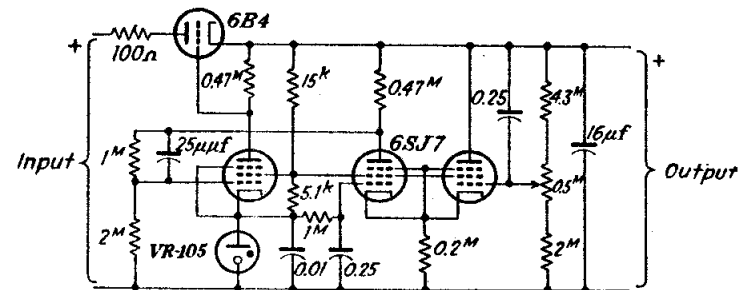 6B4
+
100Ω
0.47ᴹ
15ᵏ
0.47ᴹ
0.25
4.3ᴹ
+
16μf
6SJ7
25μμf
1ᴹ
Input
Output
5.1ᵏ
0.5ᴹ
1ᴹ
2ᴹ
VR-105
0.01
0.25
0.2ᴹ
2ᴹ